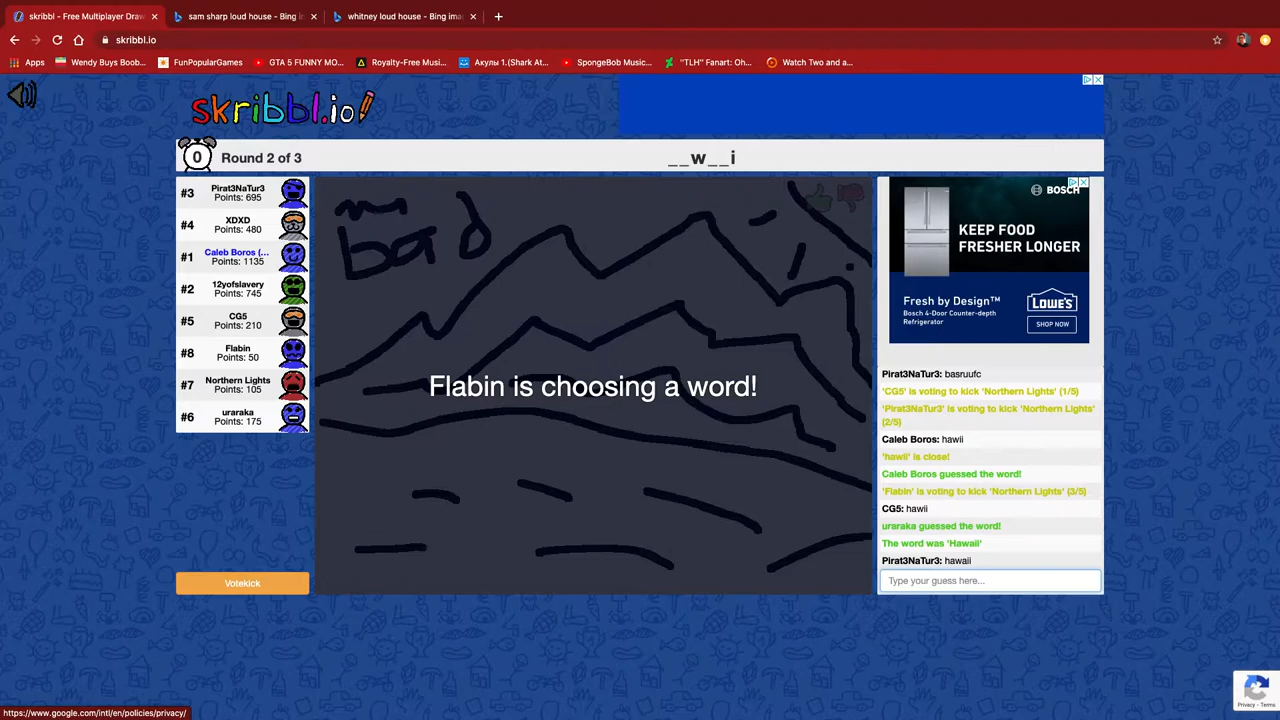 skribbl - Free Multiplayer Draw
sam sharp loud house - Bing im
whitney loud house - Bing ima
skribbl.io
Apps
Wendy Buys Boob...
FunPopularGames
GTA 5 FUNNY MO...
Royalty-Free Musi...
Акулы 1.(Shark At...
SpongeBob Music...
"TLH" Fanart: Oh...
Watch Two and a...
skribbl.io
0
Round 2 of 3
__w__i
#3
Pirat3NaTur3
Points: 695
#4
XDXD
Points: 480
#1
Caleb Boros (...
Points: 1135
#2
12yofslavery
Points: 745
#5
CG5
Points: 210
#8
Flabin
Points: 50
#7
Northern Lights
Points: 105
#6
uraraka
Points: 175
Votekick
my
bad
Flabin is choosing a word!
BOSCH
KEEP FOOD
FRESHER LONGER
Fresh by Design™
Bosch 4-Door Counter-depth
Refrigerator
LOWE'S
SHOP NOW
Pirat3NaTur3: basruufc
'CG5' is voting to kick 'Northern Lights' (1/5)
'Pirat3NaTur3' is voting to kick 'Northern Lights'
(2/5)
Caleb Boros: hawii
'hawii' is close!
Caleb Boros guessed the word!
'Flabin' is voting to kick 'Northern Lights' (3/5)
CG5: hawii
uraraka guessed the word!
The word was 'Hawaii'
Pirat3NaTur3: hawaii
Type your guess here...
Privacy - Terms
https://www.google.com/intl/en/policies/privacy/